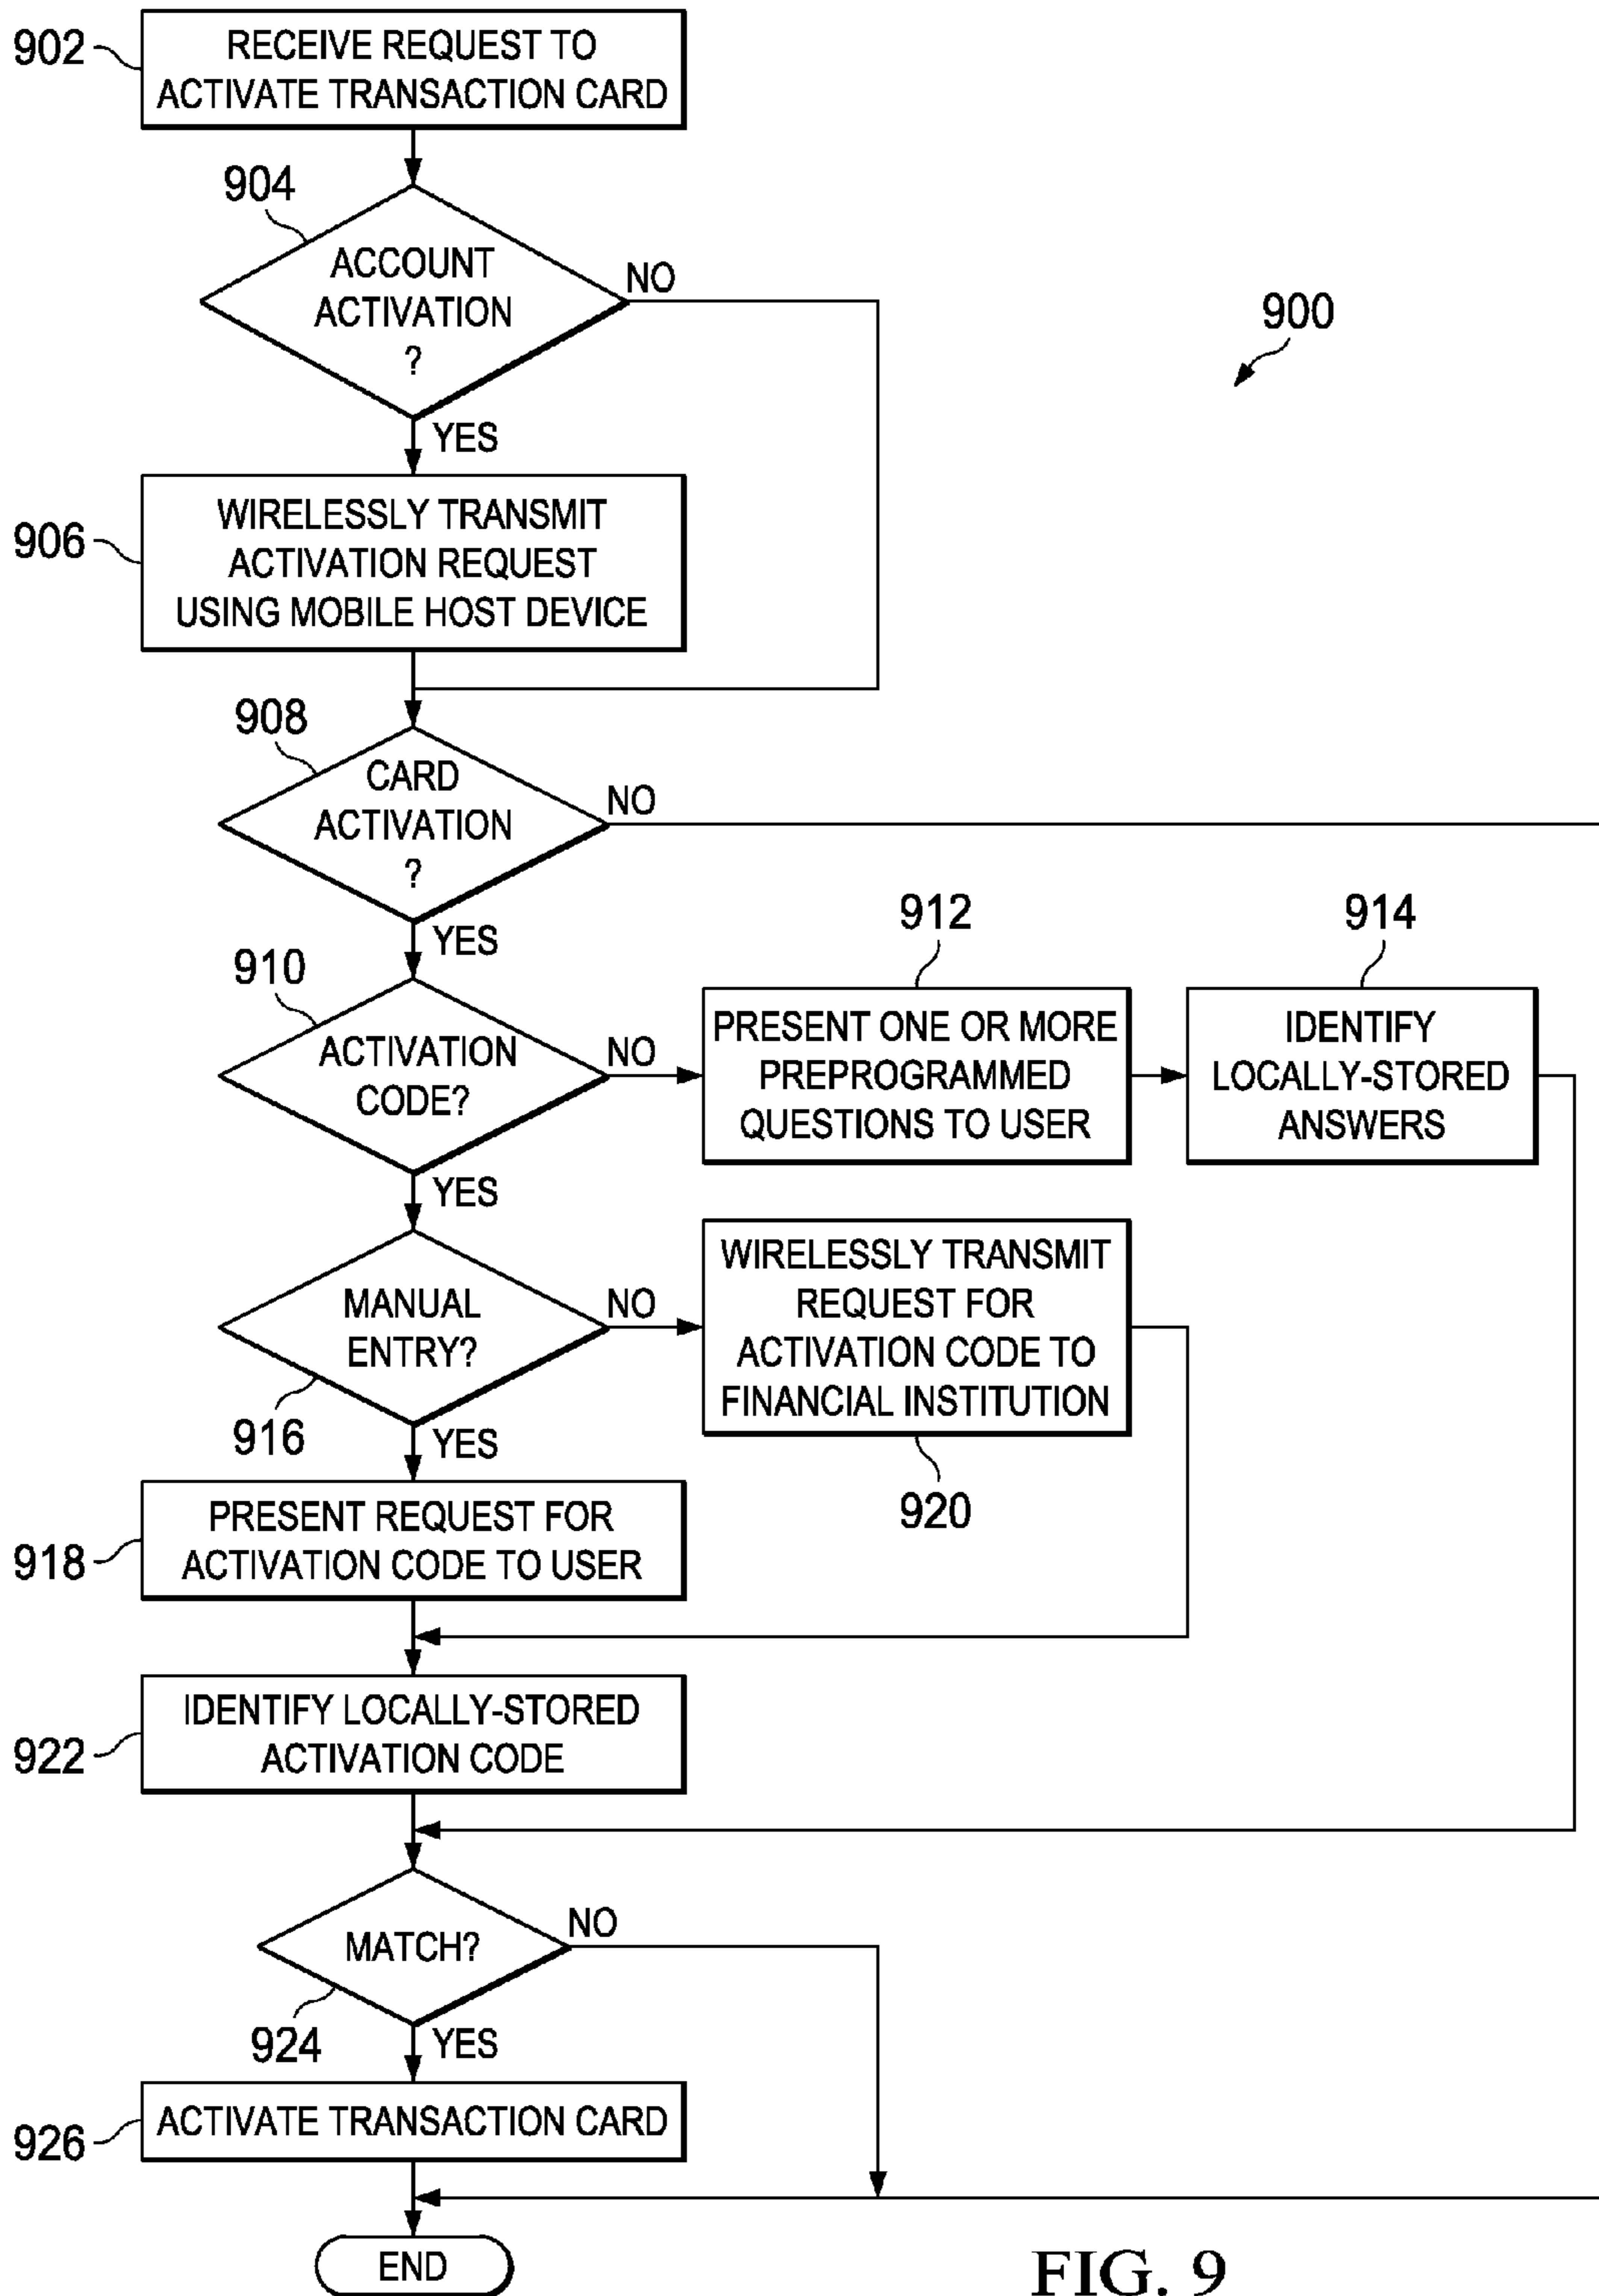 902
RECEIVE REQUEST TO
ACTIVATE TRANSACTION CARD
904
ACCOUNT
ACTIVATION
?
NO
YES
900
906
WIRELESSLY TRANSMIT
ACTIVATION REQUEST
USING MOBILE HOST DEVICE
908
CARD
ACTIVATION
?
NO
YES
910
ACTIVATION
CODE?
NO
YES
912
PRESENT ONE OR MORE
PREPROGRAMMED
QUESTIONS TO USER
914
IDENTIFY
LOCALLY-STORED
ANSWERS
MANUAL
ENTRY?
916
NO
YES
WIRELESSLY TRANSMIT
REQUEST FOR
ACTIVATION CODE TO
FINANCIAL INSTITUTION
920
918
PRESENT REQUEST FOR
ACTIVATION CODE TO USER
922
IDENTIFY LOCALLY-STORED
ACTIVATION CODE
MATCH?
NO
924
YES
926
ACTIVATE TRANSACTION CARD
END
FIG. 9